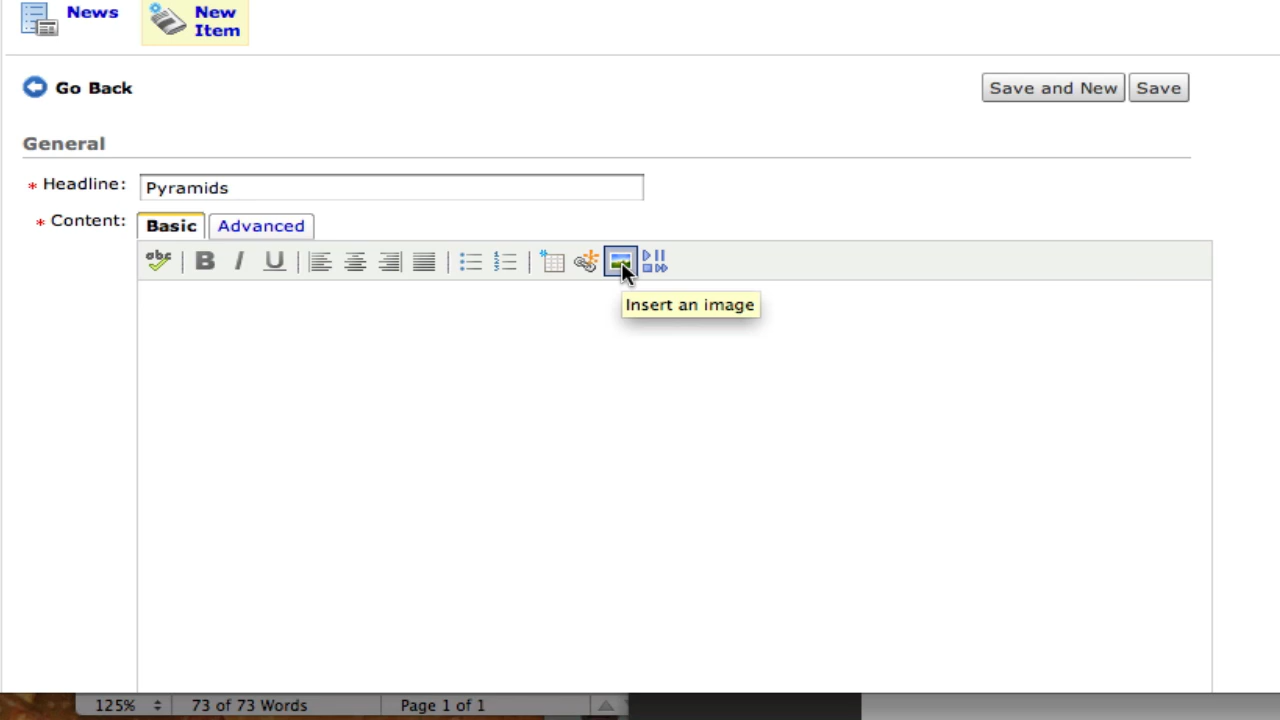 News
New
Item
Go Back
Save and New
Save
General
* Headline:
Pyramids
* Content:
Basic
Advanced
abc
B I U
Insert an image
125%
73 of 73 Words
Page 1 of 1